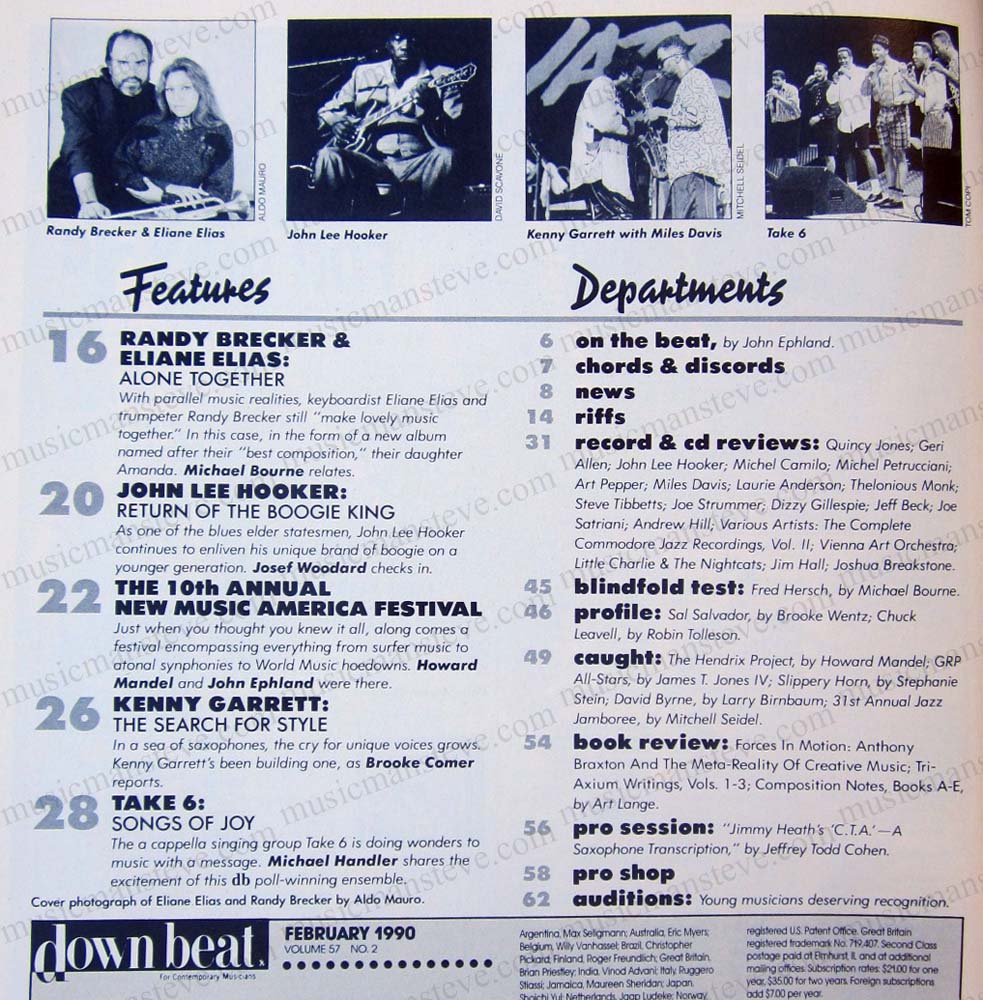 JAZZ
ALDO MAURO
DAVID SCAVONE
MITCHELL SEIDEL
TOM COPI
Randy Brecker & Eliane Elias
John Lee Hooker
Kenny Garrett with Miles Davis
Take 6
Features
16 RANDY BRECKER &
ELIANE ELIAS:
ALONE TOGETHER
With parallel music realities, keyboardist Eliane Elias and
trumpeter Randy Brecker still "make lovely music
together." In this case, in the form of a new album
named after their "best composition," their daughter
Amanda. Michael Bourne relates.
20 JOHN LEE HOOKER:
RETURN OF THE BOOGIE KING
As one of the blues elder statesmen, John Lee Hooker
continues to enliven his unique brand of boogie on a
younger generation. Josef Woodard checks in.
22 THE 10th ANNUAL
NEW MUSIC AMERICA FESTIVAL
Just when you thought you knew it all, along comes a
festival encompassing everything from surfer music to
atonal synphonies to World Music hoedowns. Howard
Mandel and John Ephland were there.
26 KENNY GARRETT:
THE SEARCH FOR STYLE
In a sea of saxophones, the cry for unique voices grows.
Kenny Garrett's been building one, as Brooke Comer
reports.
28 TAKE 6:
SONGS OF JOY
The a cappella singing group Take 6 is doing wonders to
music with a message. Michael Handler shares the
excitement of this db poll-winning ensemble.
Cover photograph of Eliane Elias and Randy Brecker by Aldo Mauro.
Departments
6 on the beat, by John Ephland.
7 chords & discords
8 news
14 riffs
31 record & cd reviews: Quincy Jones; Geri
Allen; John Lee Hooker; Michel Camilo; Michel Petrucciani;
Art Pepper; Miles Davis; Laurie Anderson; Thelonious Monk;
Steve Tibbetts; Joe Strummer; Dizzy Gillespie; Jeff Beck; Joe
Satriani; Andrew Hill; Various Artists: The Complete
Commodore Jazz Recordings, Vol. II; Vienna Art Orchestra;
Little Charlie & The Nightcats; Jim Hall; Joshua Breakstone.
45 blindfold test: Fred Hersch, by Michael Bourne.
46 profile: Sal Salvador, by Brooke Wentz; Chuck
Leavell, by Robin Tolleson.
49 caught: The Hendrix Project, by Howard Mandel; GRP
All-Stars, by James T. Jones IV; Slippery Horn, by Stephanie
Stein; David Byrne, by Larry Birnbaum; 31st Annual Jazz
Jamboree, by Mitchell Seidel.
54 book review: Forces In Motion: Anthony
Braxton And The Meta-Reality Of Creative Music; Tri-
Axium Writings, Vols. 1-3; Composition Notes, Books A-E,
by Art Lange.
56 pro session: "Jimmy Heath's 'C.T.A.'—A
Saxophone Transcription," by Jeffrey Todd Cohen.
58 pro shop
62 auditions: Young musicians deserving recognition.
down beat.
For Contemporary Musicians
FEBRUARY 1990
VOLUME 57 NO. 2
Argentina, Max Seligmann; Australia, Eric Myers;
Belgium, Willy Vanhassel; Brazil, Christopher
Pickard; Finland, Roger Freundlich; Great Britain,
Brian Priestley; India, Vinod Advani; Italy, Ruggero
Stiassi; Jamaica, Maureen Sheridan; Japan,
Shoichi Yui; Netherlands, Jaap Ludeke; Norway
registered U.S. Patent Office. Great Britain
registered trademark No. 719,407. Second Class
postage paid at Elmhurst, IL and at additional
mailing offices. Subscription rates: $21.00 for one
year, $35.00 for two years. Foreign subscriptions
add $7.00 per year.
musicmansteve.com